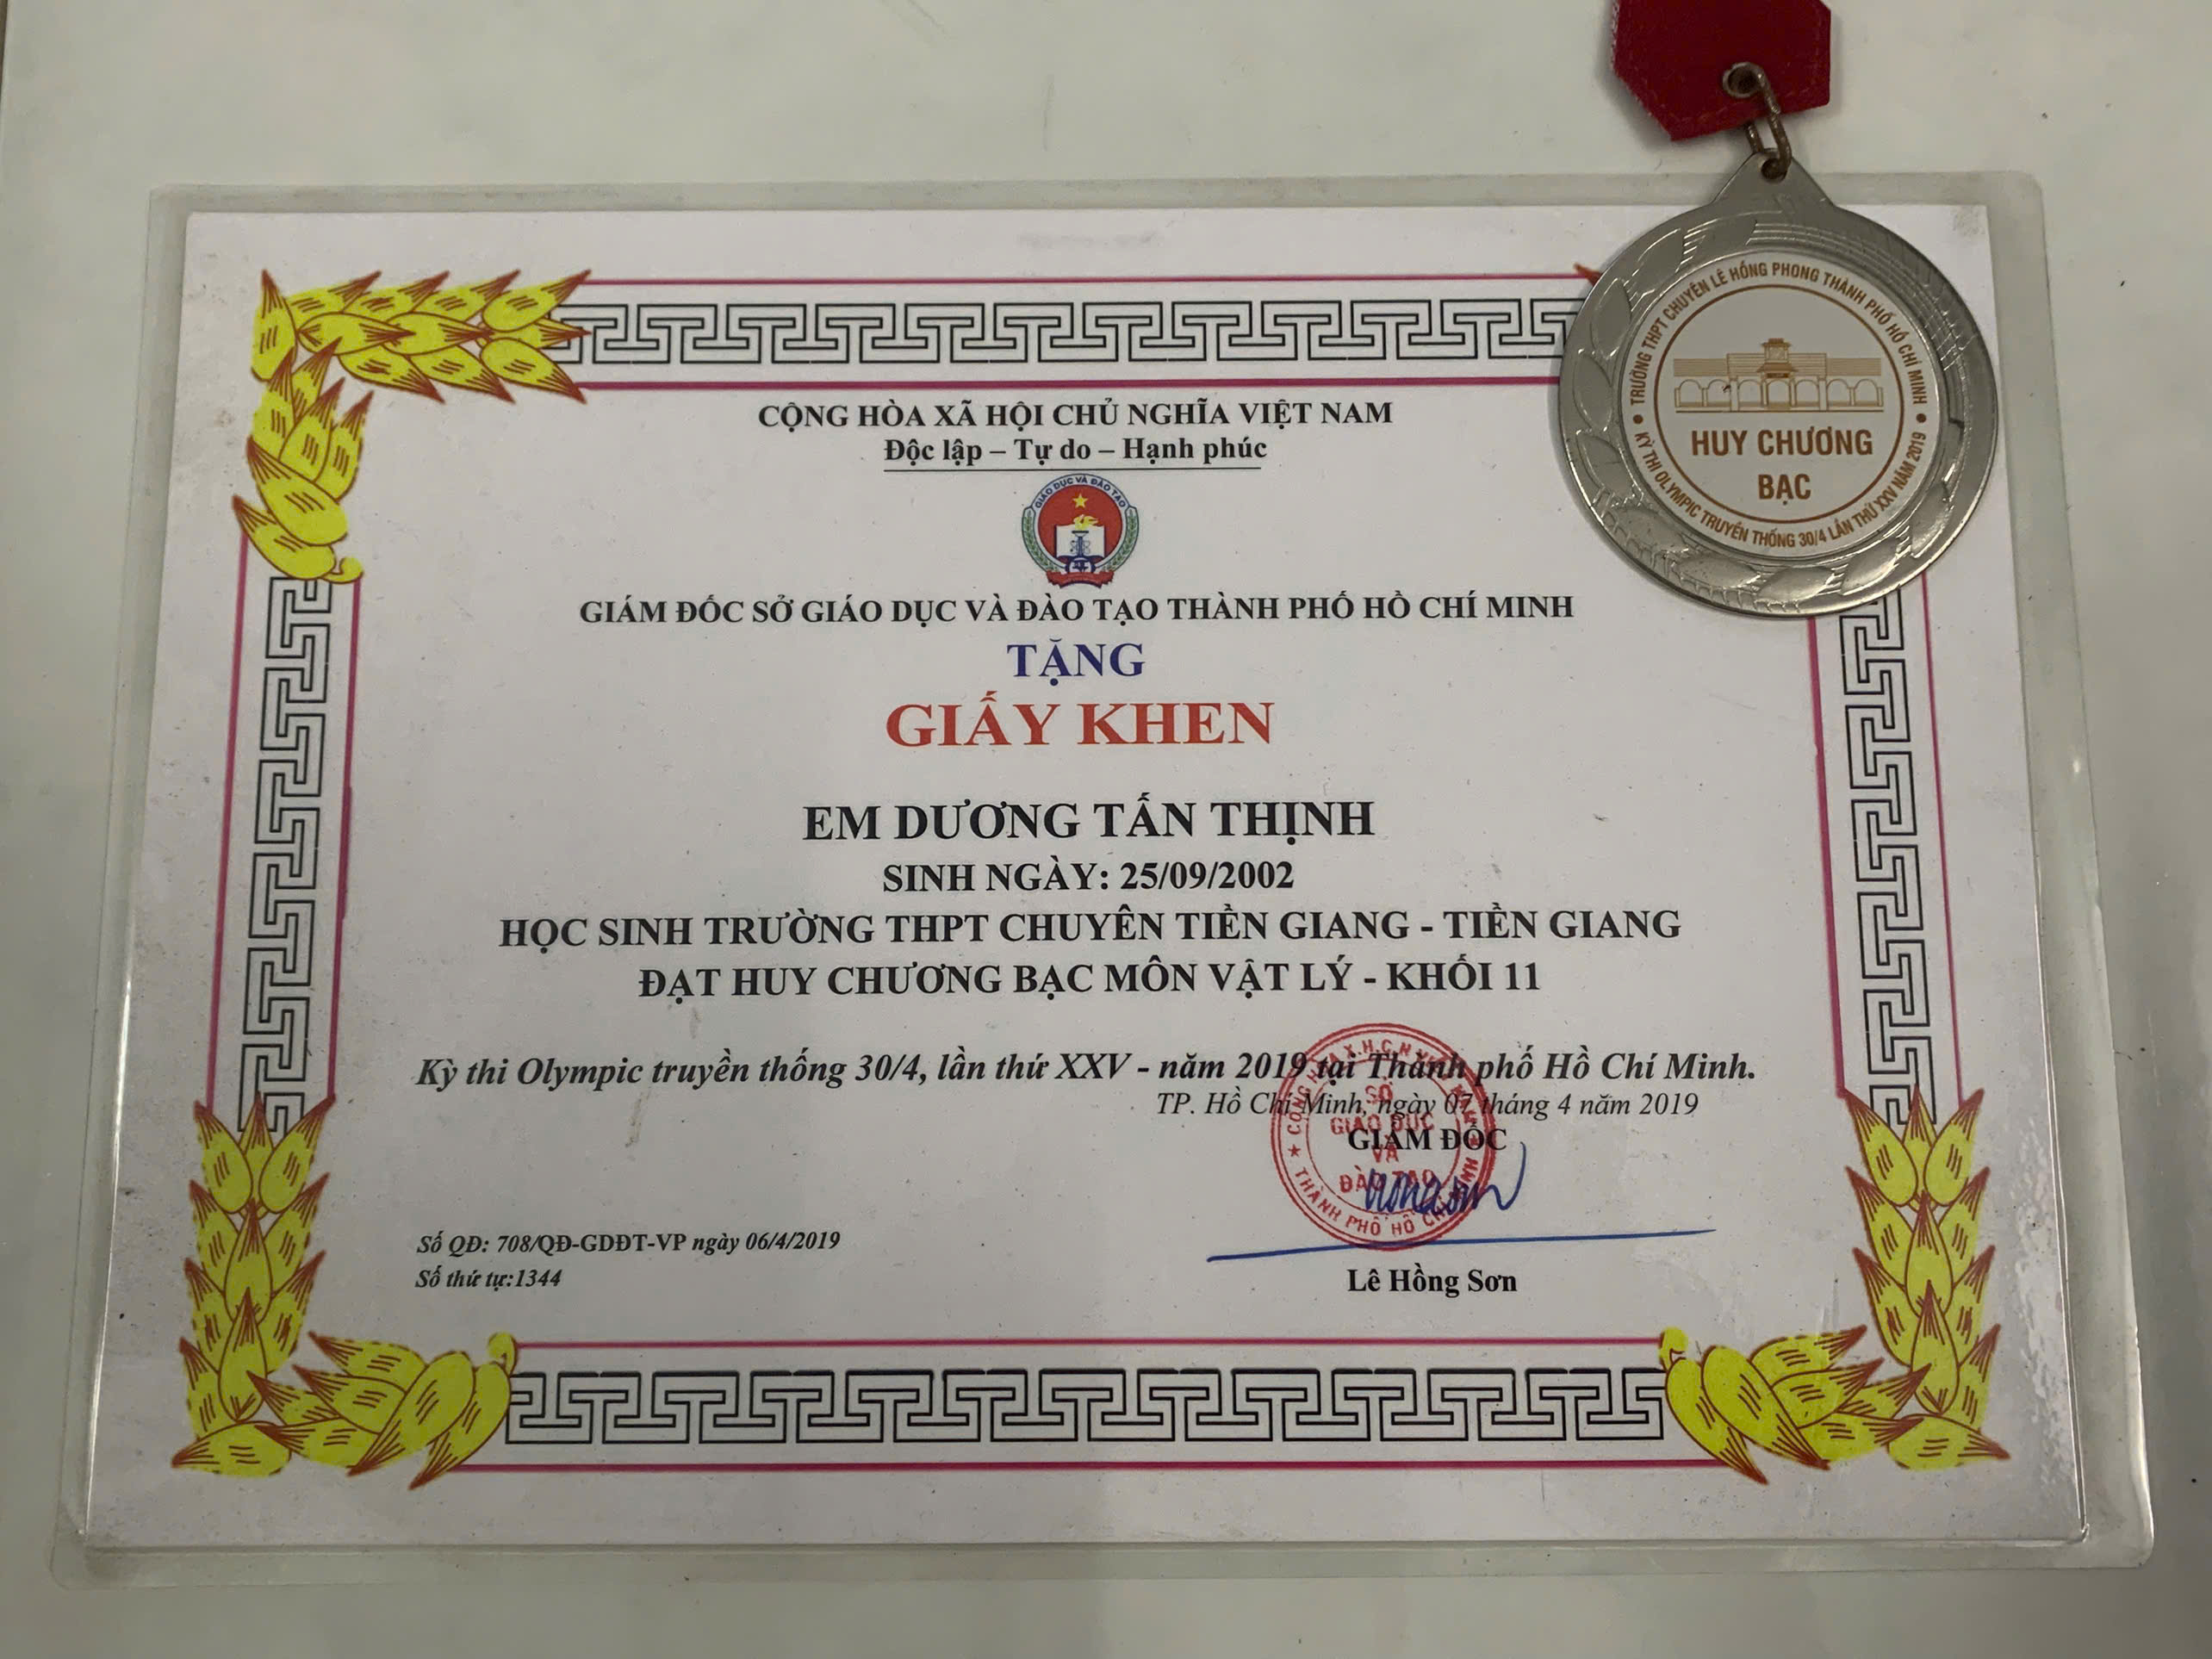 CỘNG HÒA XÃ HỘI CHỦ NGHĨA VIỆT NAM
Độc lập – Tự do – Hạnh phúc
GIÁO DỤC VÀ ĐÀO TẠO
GIÁM ĐỐC SỞ GIÁO DỤC VÀ ĐÀO TẠO THÀNH PHỐ HỒ CHÍ MINH
TẶNG
GIẤY KHEN
EM DƯƠNG TẤN THỊNH
SINH NGÀY: 25/09/2002
HỌC SINH TRƯỜNG THPT CHUYÊN TIỀN GIANG - TIỀN GIANG
ĐẠT HUY CHƯƠNG BẠC MÔN VẬT LÝ - KHỐI 11
Kỳ thi Olympic truyền thống 30/4, lần thứ XXV - năm 2019 tại Thành phố Hồ Chí Minh.
TP. Hồ Chí Minh, ngày 07 tháng 4 năm 2019
GIÁM ĐỐC
SỞ
GIÁO DỤC
VÀ
ĐÀO TẠO
THÀNH PHỐ HỒ CHÍ MINH
Lê Hồng Sơn
Số QĐ: 708/QĐ-GDĐT-VP ngày 06/4/2019
Số thứ tự:1344
TRƯỜNG THPT CHUYÊN LÊ HỒNG PHONG THÀNH PHỐ HỒ CHÍ MINH
HUY CHƯƠNG
BẠC
KỲ THI OLYMPIC TRUYỀN THỐNG 30/4 LẦN THỨ XXV NĂM 2019